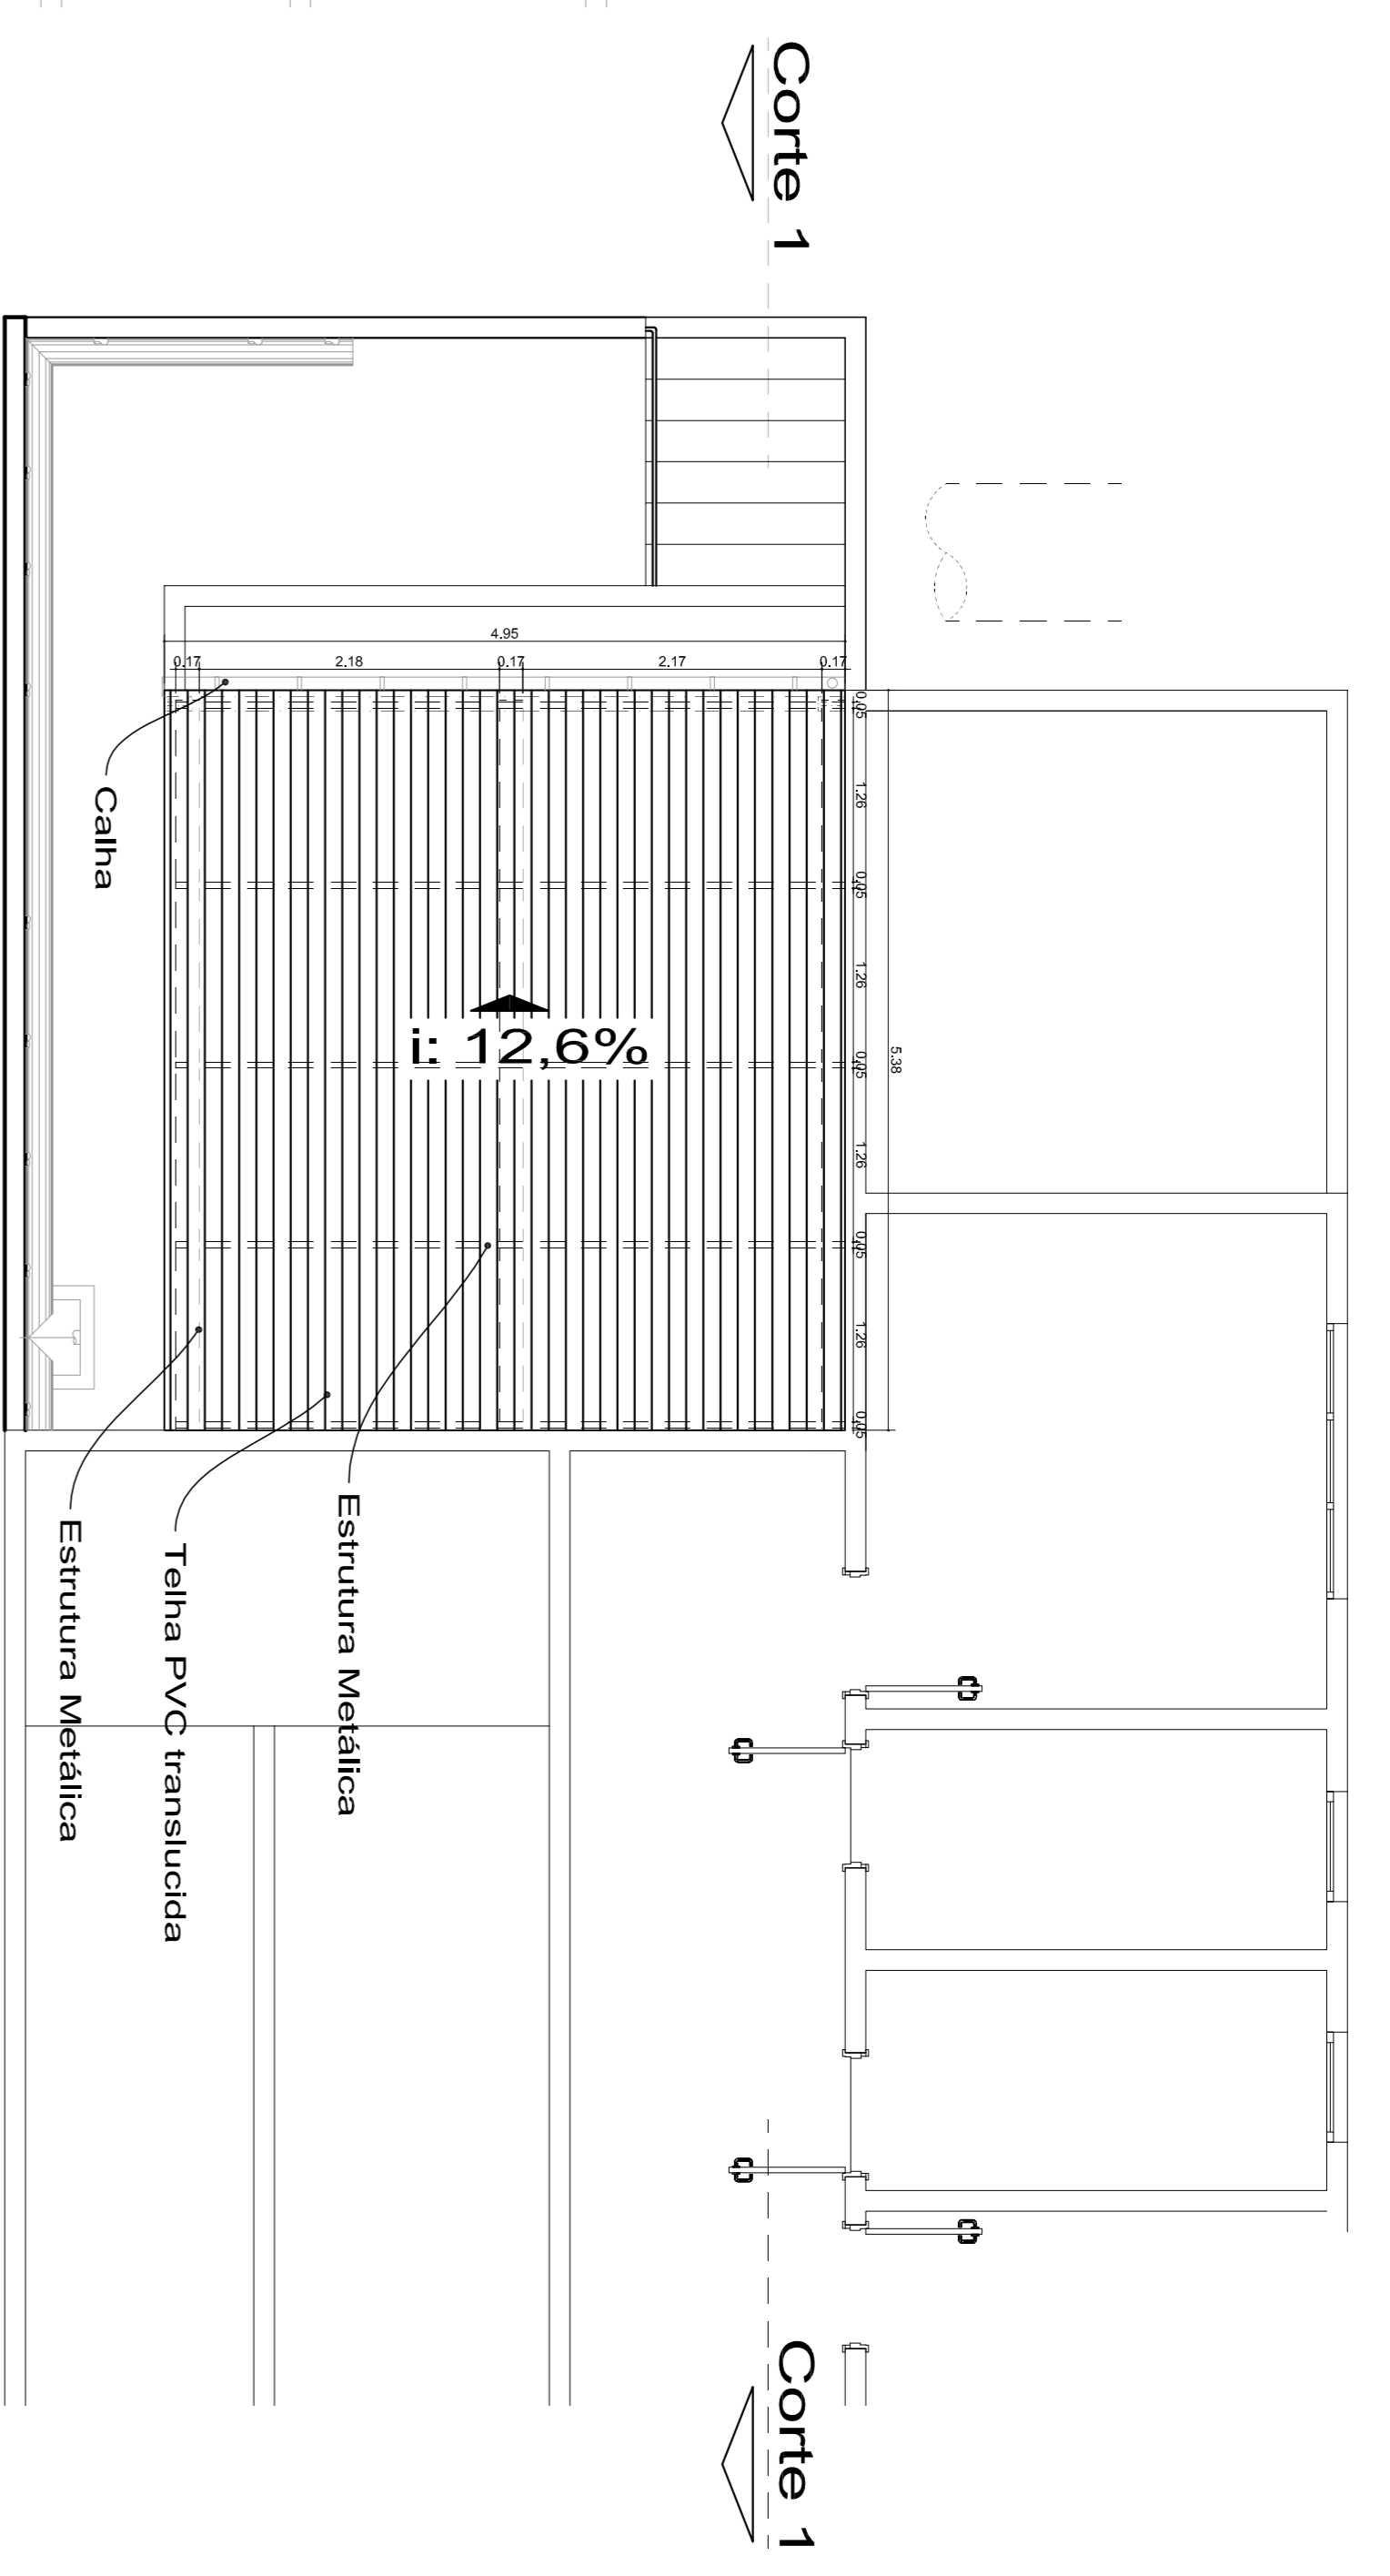 Corte 1
4.95
0.17
2.18
0.17
2.17
0.17
0.05
1.26
0.05
1.26
0.05
1.26
0.05
1.26
0.05
5.38
i: 12,6%
Calha
Estrutura Metálica
Telha PVC translucida
Estrutura Metálica
Corte 1